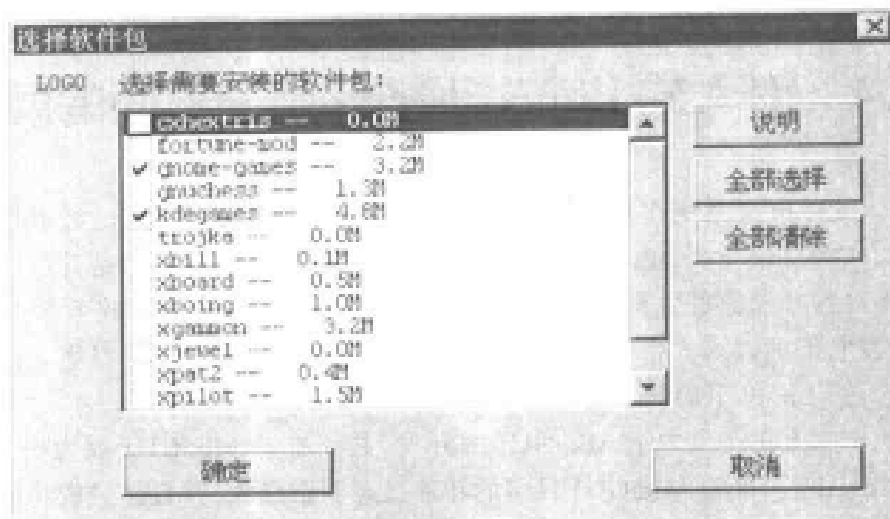 选择软件包
LOGO 选择需要安装的软件包:
cxhextris -- 0.0M
fortune-mod -- 2.2M
gnome-games -- 3.2M
gnuchess -- 1.3M
kdegames -- 4.6M
trojka -- 0.0M
xbill -- 0.1M
xboard -- 0.5M
xboing -- 1.0M
xgammon -- 3.2M
xjewel -- 0.0M
xpat2 -- 0.4M
xpilot -- 1.5M
说明
全部选择
全部清除
确定
取消